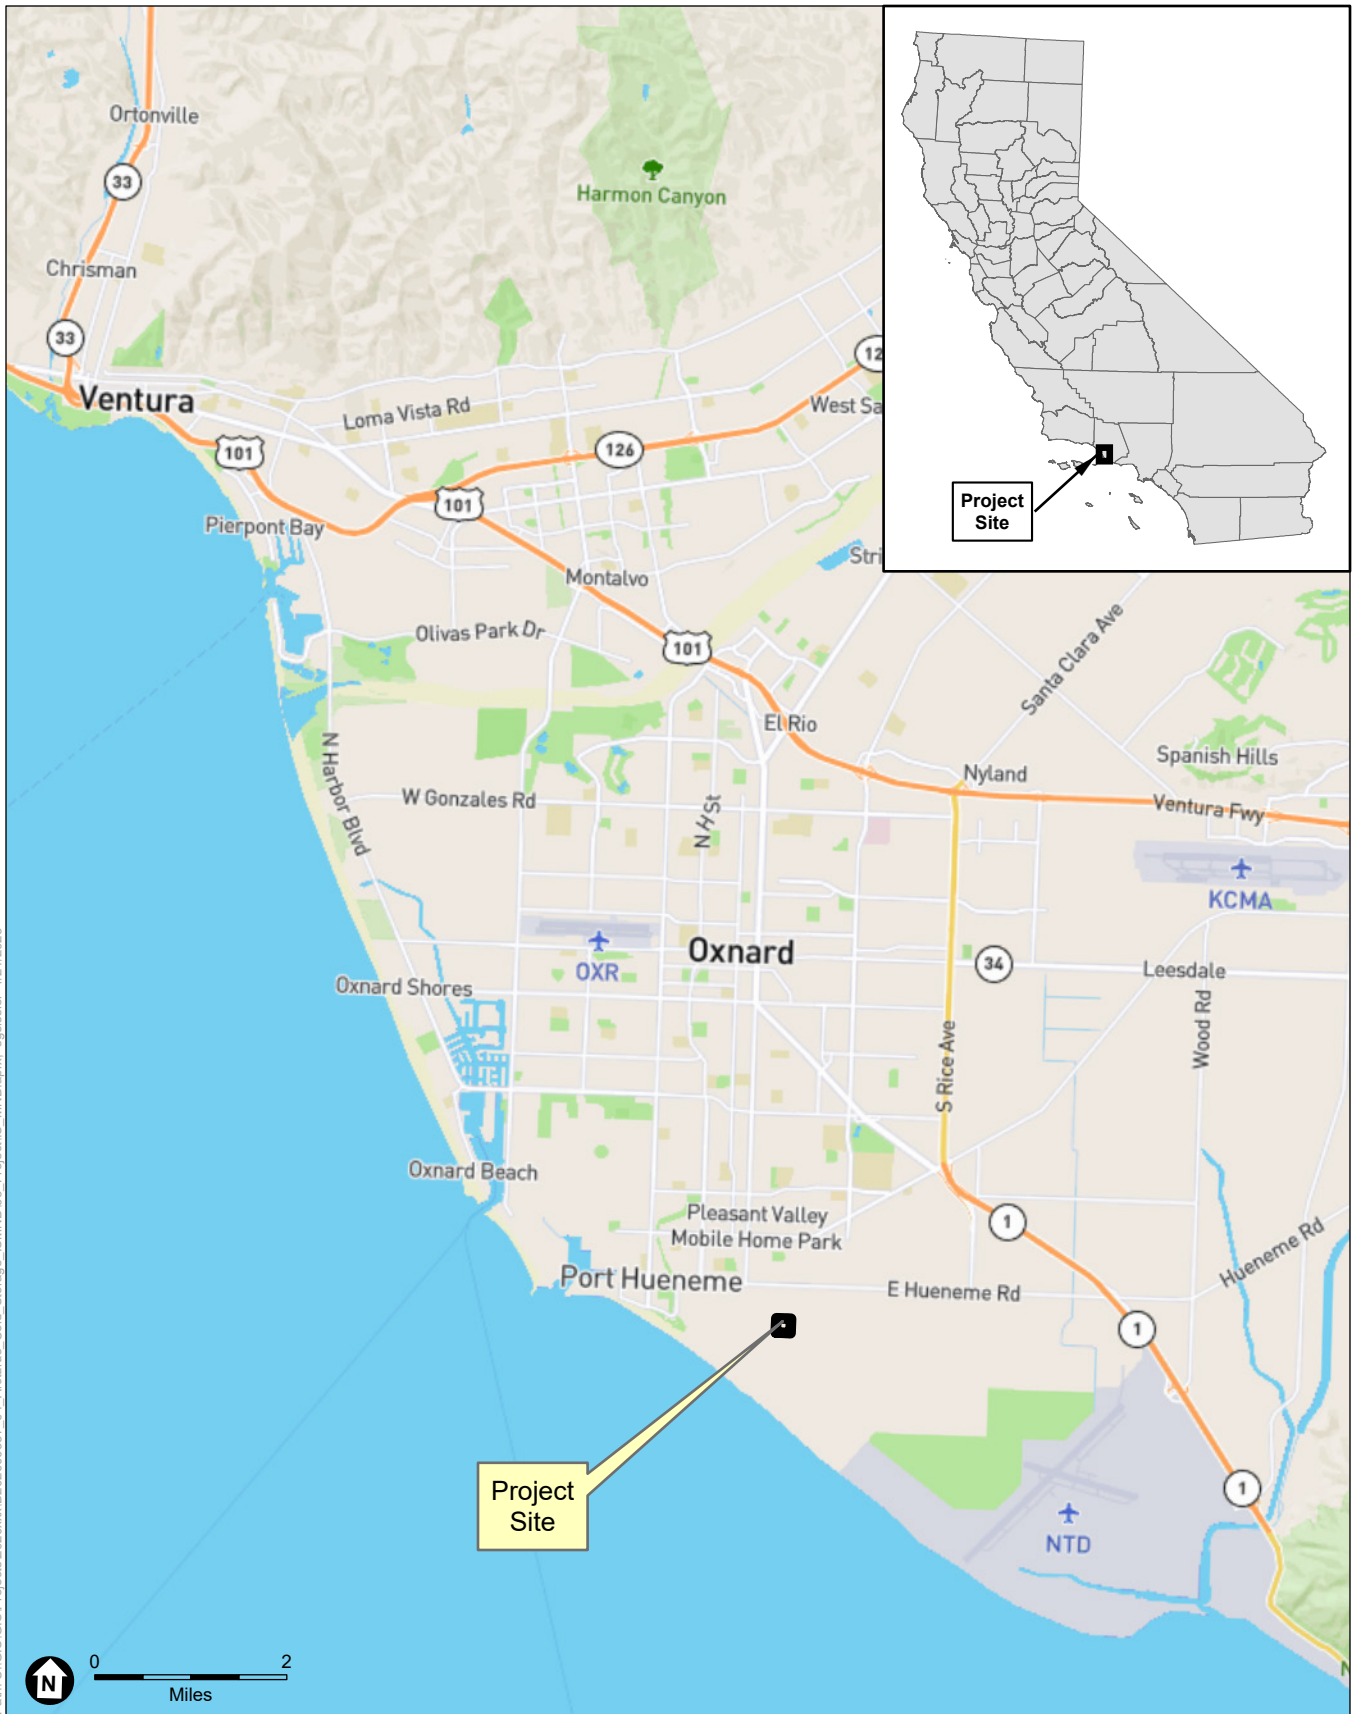 Ortonville
33
Harmon Canyon
Chrisman
33
Ventura
Loma Vista Rd
101
126
12
West Sa
101
Pierpont Bay
Montalvo
Stri
Olivas Park Dr
101
Santa Clara Ave
El Rio
Spanish Hills
N Harbor Blvd
Nyland
W Gonzales Rd
N H St
Ventura Fwy
KCMA
OXR
Oxnard
34
Leesdale
Oxnard Shores
Wood Rd
S Rice Ave
Oxnard Beach
Pleasant Valley
Mobile Home Park
1
Hueneme Rd
Port Hueneme
E Hueneme Rd
1
Project
Site
1
NTD
N
0
2
Miles
N
Project
Site